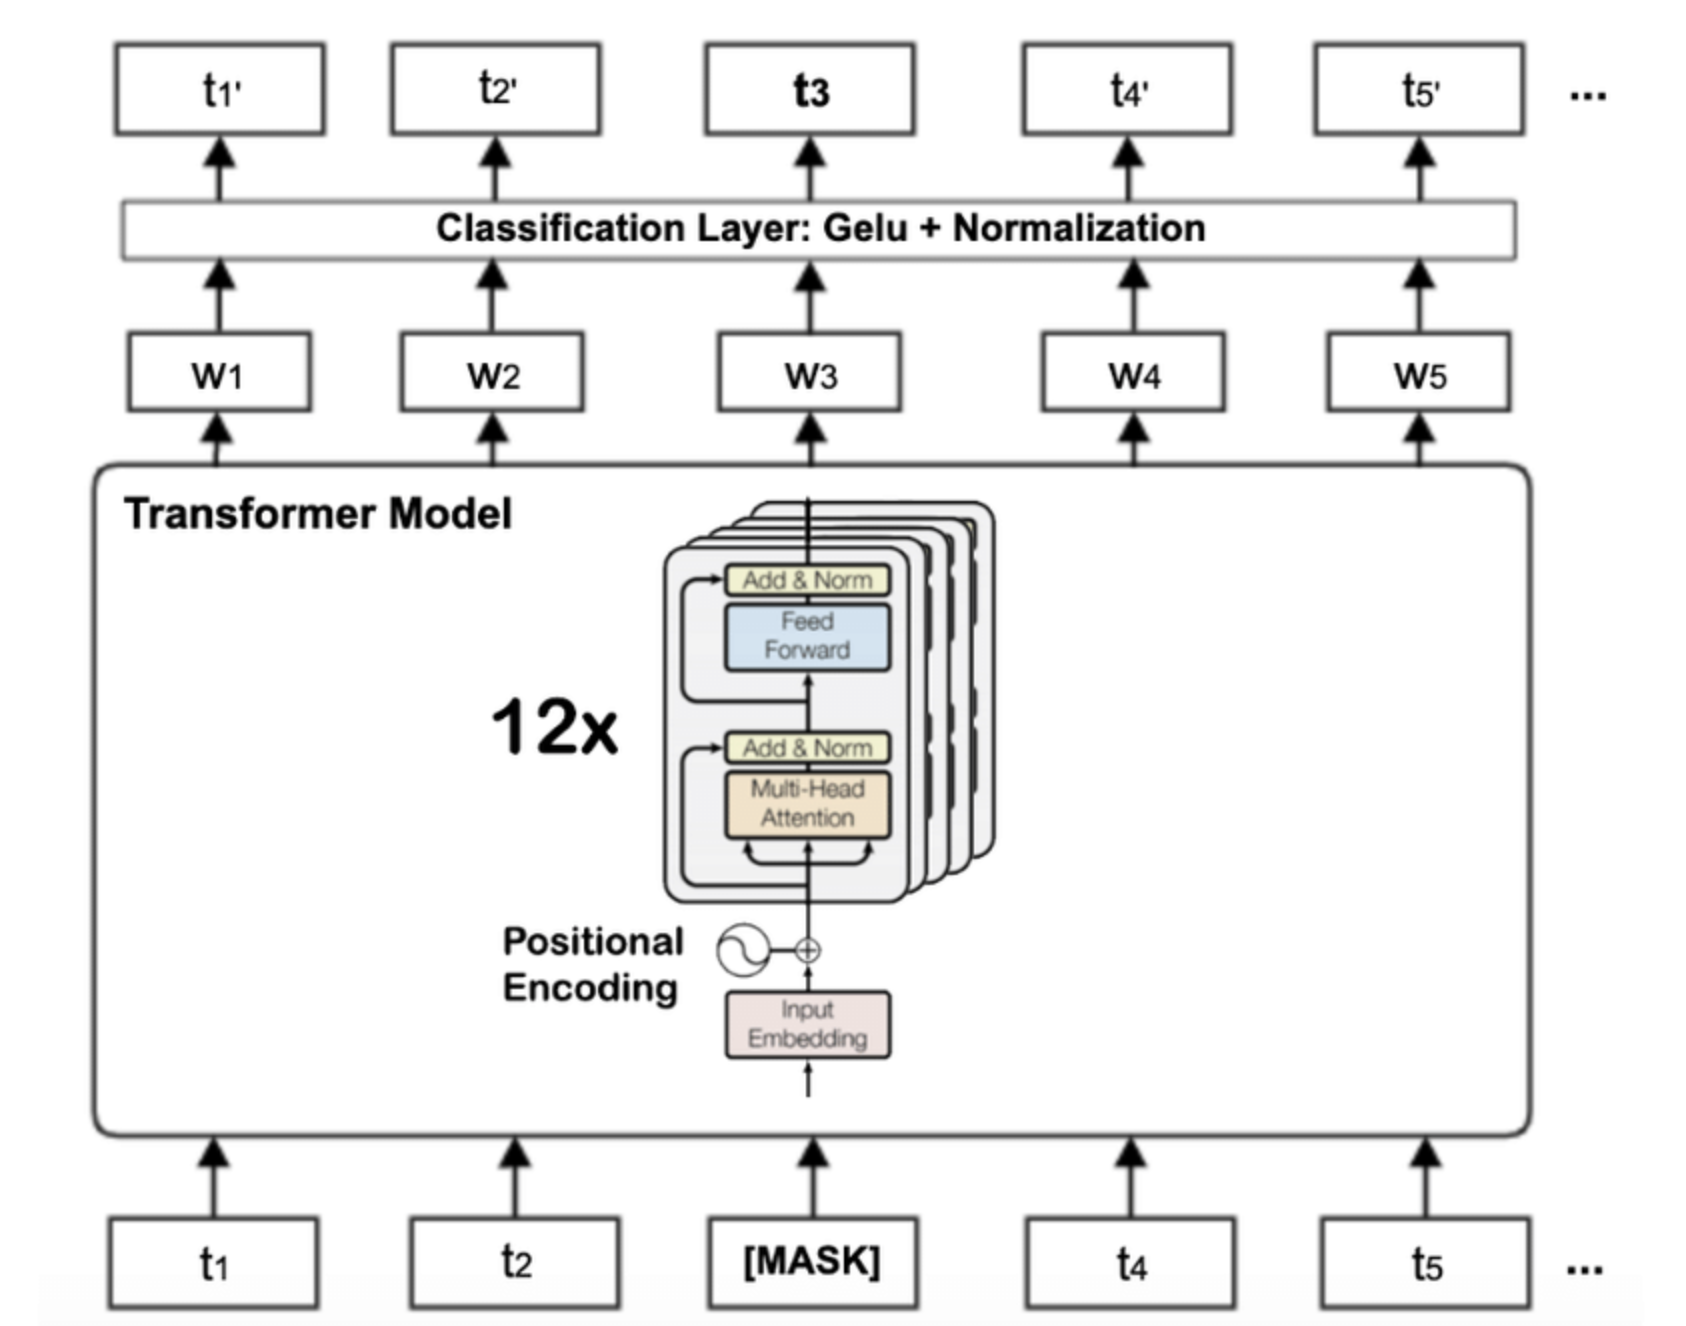 t1' t2' t3 t4' t5' ...
Classification Layer: Gelu + Normalization
w1 w2 w3 w4 w5
Transformer Model
Add & Norm
Feed
Forward
12x
Add & Norm
Multi-Head
Attention
Positional
Encoding
Input
Embedding
t1 t2 [MASK] t4 t5 ...